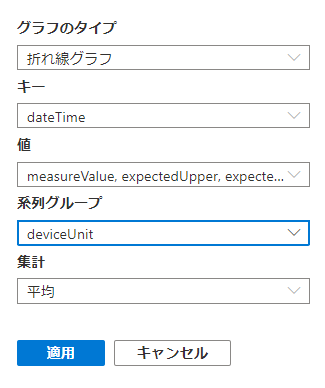 グラフのタイプ
折れ線グラフ
キー
dateTime
値
measureValue, expectedUpper, expecte...
系列グループ
deviceUnit
集計
平均
適用 キャンセル